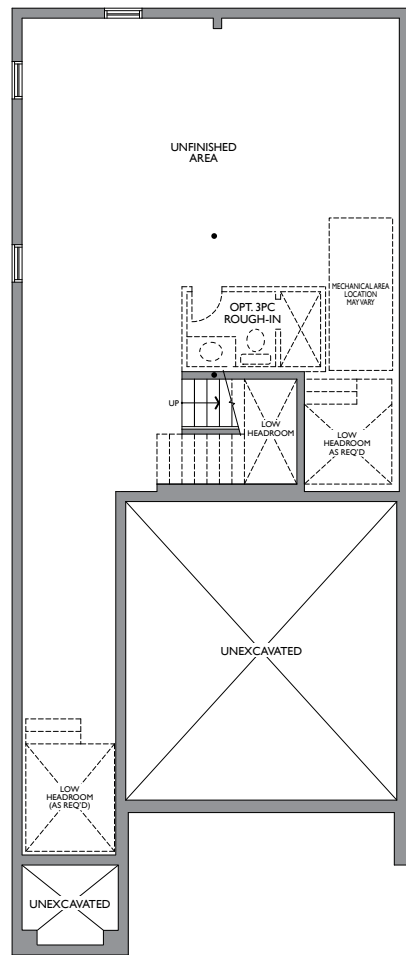 UNFINISHED
AREA
MECHANICAL AREA
LOCATION
MAY VARY
OPT. 3PC
ROUGH-IN
UP
LOW
HEADROOM
LOW
HEADROOM
AS REQ'D
UNEXCAVATED
LOW
HEADROOM
(AS REQ'D)
UNEXCAVATED